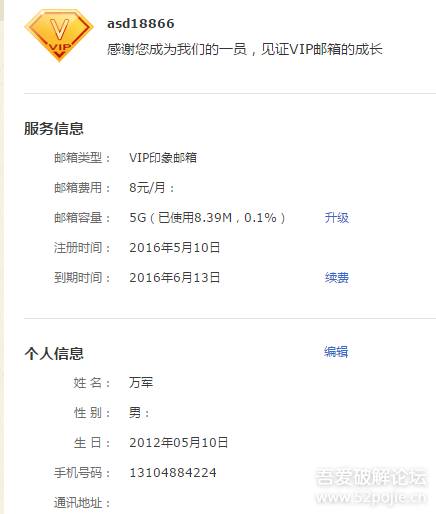 V
VIP
asd18866
感谢您成为我们的一员，见证VIP邮箱的成长
服务信息
邮箱类型： VIP印象邮箱
邮箱费用： 8元/月：
邮箱容量： 5G（已使用8.39M，0.1%） 升级
注册时间： 2016年5月10日
到期时间： 2016年6月13日 续费
个人信息 编辑
姓 名： 万军
性 别： 男：
生 日： 2012年05月10日
手机号码： 13104884224
通讯地址：
吾爱破解论坛
www.52pojie.cn